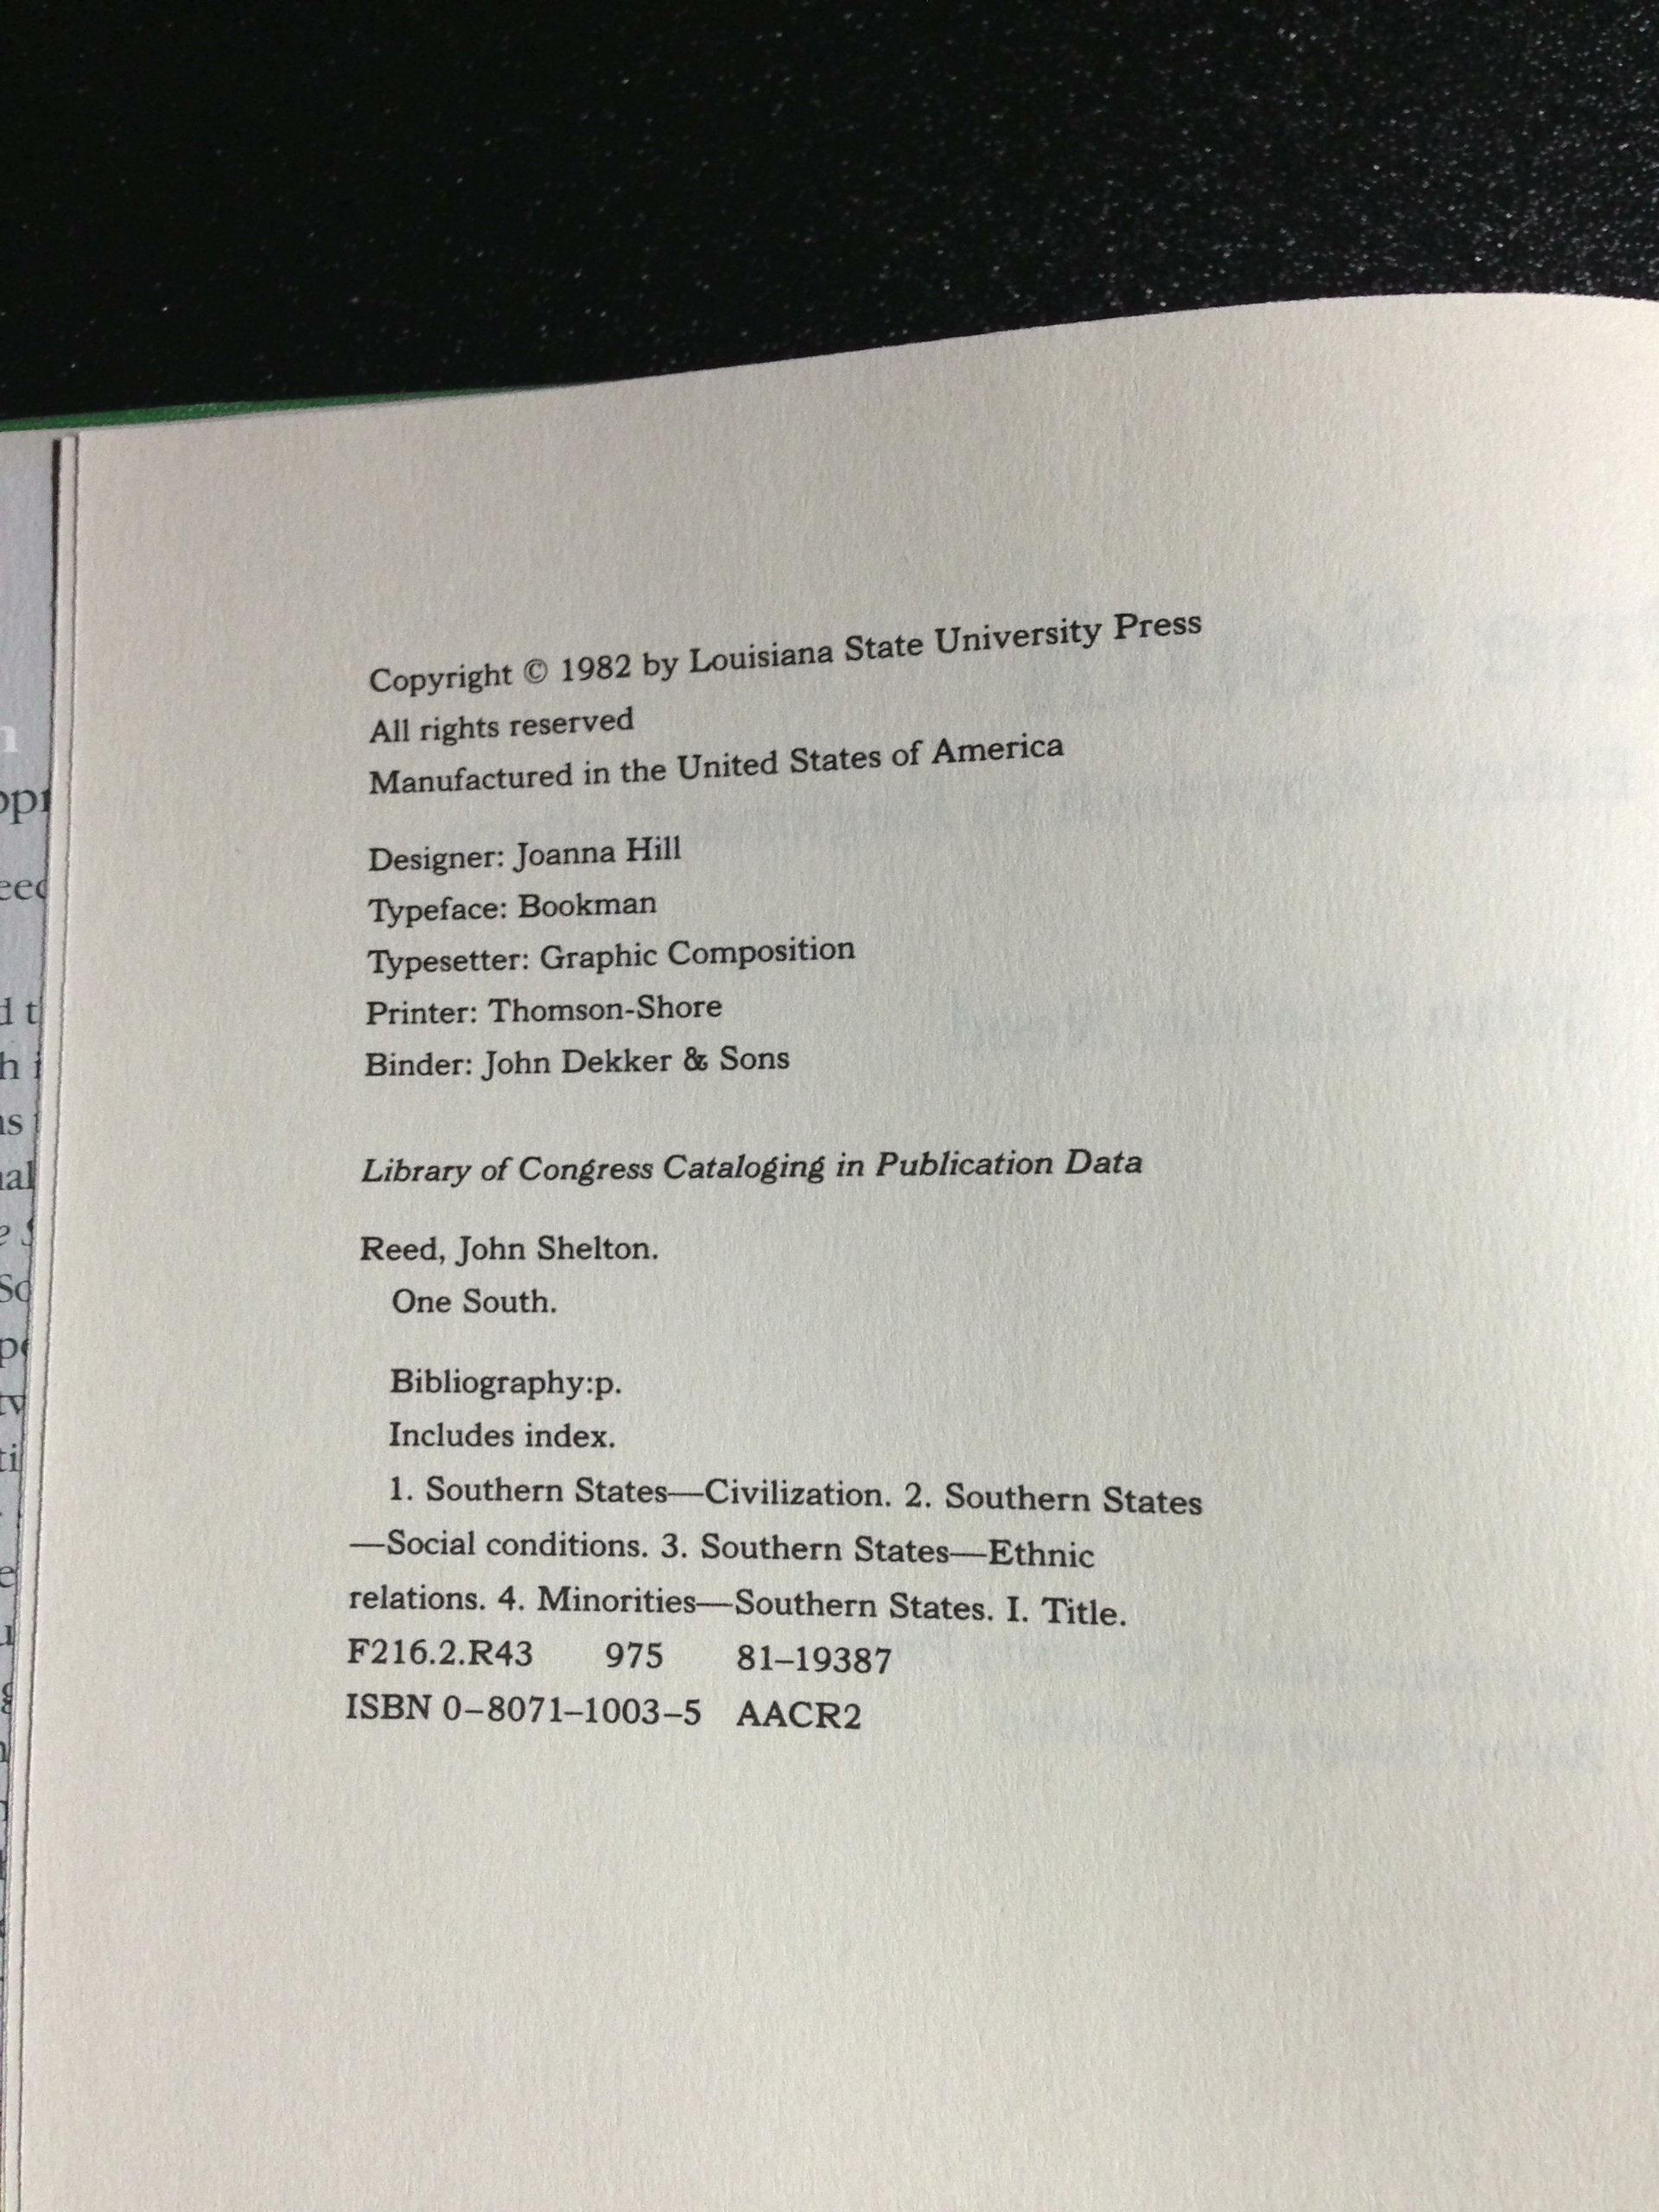 Copyright © 1982 by Louisiana State University Press
All rights reserved
Manufactured in the United States of America
Designer: Joanna Hill
Typeface: Bookman
Typesetter: Graphic Composition
Printer: Thomson-Shore
Binder: John Dekker & Sons
Library of Congress Cataloging in Publication Data
Reed, John Shelton.
One South.
Bibliography:p.
Includes index.
1. Southern States—Civilization. 2. Southern States
—Social conditions. 3. Southern States—Ethnic
relations. 4. Minorities—Southern States. I. Title.
F216.2.R43 975 81–19387
ISBN 0–8071–1003–5 AACR2